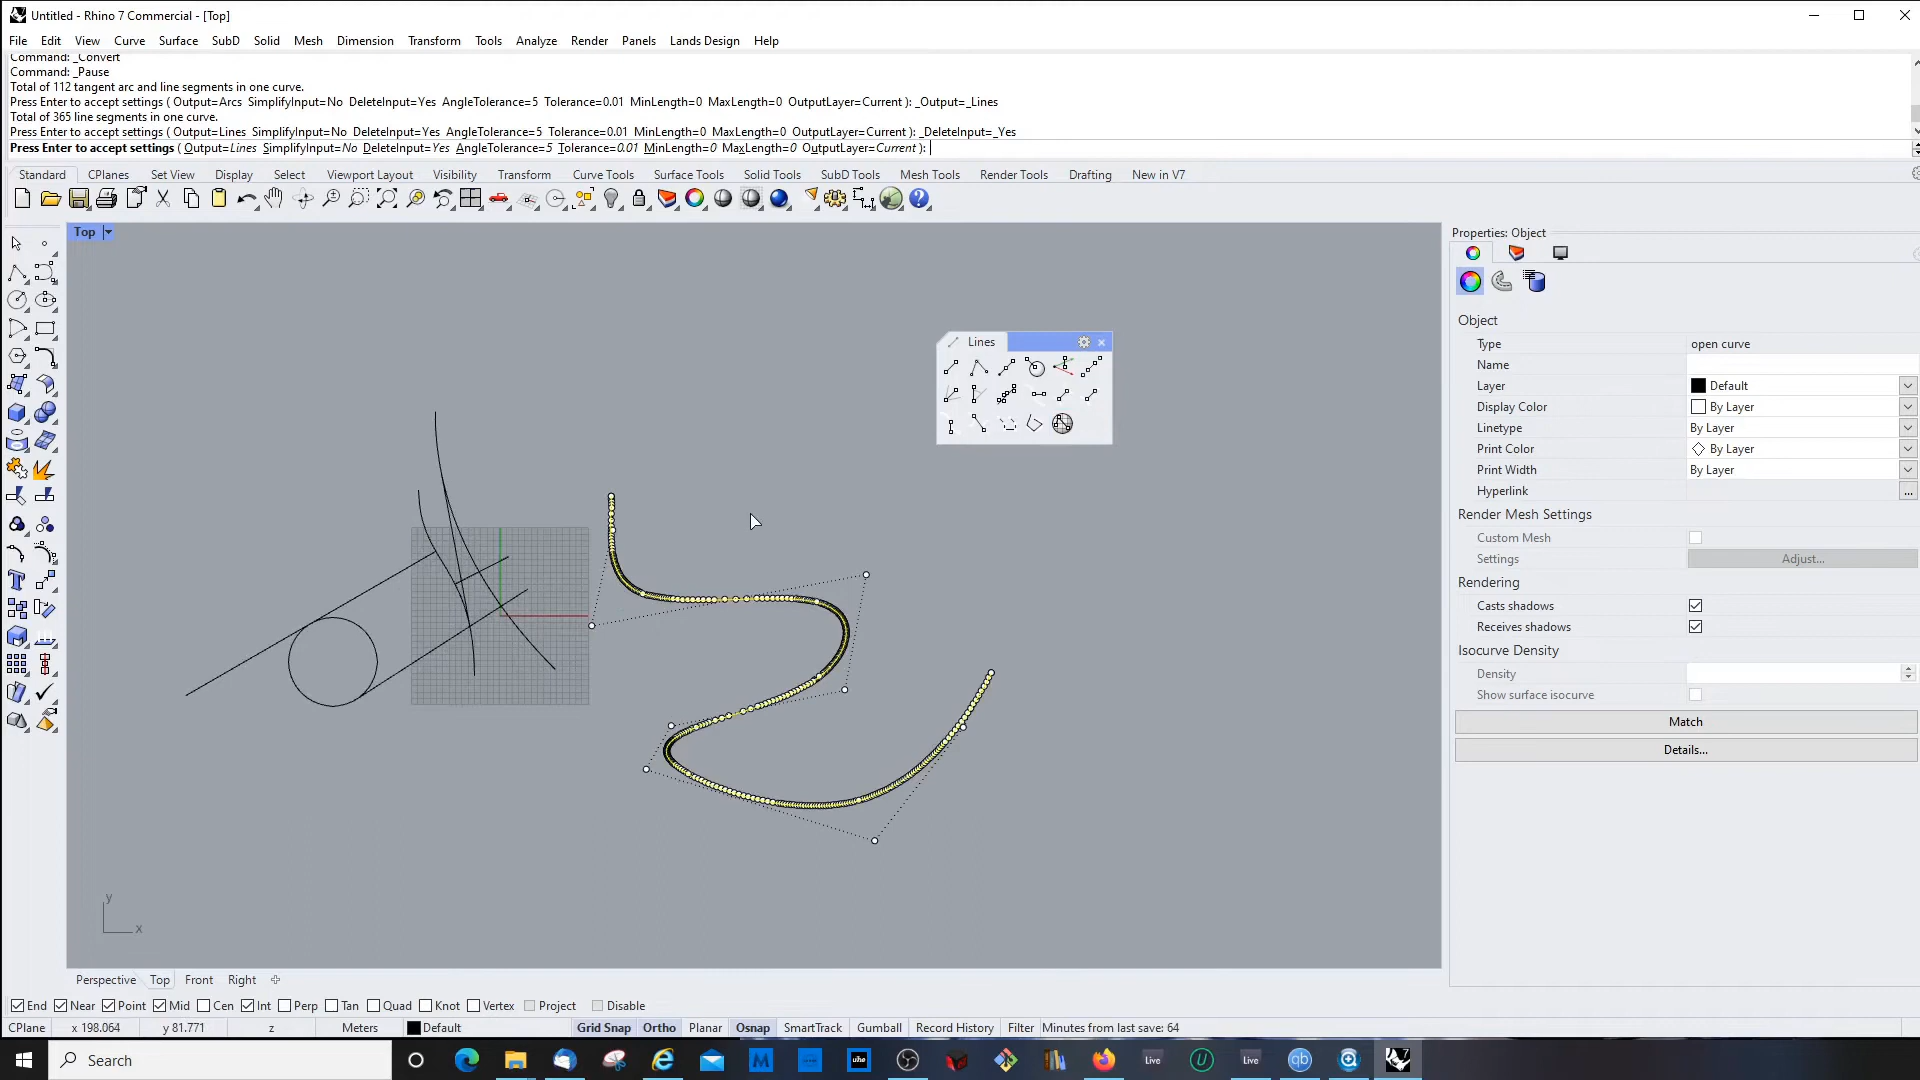 Untitled - Rhino 7 Commercial - [Top]
File Edit View Curve Surface SubD Solid Mesh Dimension Transform Tools Analyze Render Panels Lands Design Help
Command: _Convert
Command: _Pause
Total of 112 tangent arc and line segments in one curve.
Press Enter to accept settings ( Output=Arcs SimplifyInput=No DeleteInput=Yes AngleTolerance=5 Tolerance=0.01 MinLength=0 MaxLength=0 OutputLayer=Current ): _Output=_Lines
Total of 365 line segments in one curve.
Press Enter to accept settings ( Output=Lines SimplifyInput=No DeleteInput=Yes AngleTolerance=5 Tolerance=0.01 MinLength=0 MaxLength=0 OutputLayer=Current ): _DeleteInput=_Yes
Press Enter to accept settings ( Output=Lines SimplifyInput=No DeleteInput=Yes AngleTolerance=5 Tolerance=0.01 MinLength=0 MaxLength=0 OutputLayer=Current ):
Standard CPlanes Set View Display Select Viewport Layout Visibility Transform Curve Tools Surface Tools Solid Tools SubD Tools Mesh Tools Render Tools Drafting New in V7
Top
Lines
y
x
Properties: Object
Object
Type open curve
Name
Layer Default
Display Color By Layer
Linetype By Layer
Print Color By Layer
Print Width By Layer
Hyperlink ...
Render Mesh Settings
Custom Mesh
Settings Adjust...
Rendering
Casts shadows
Receives shadows
Isocurve Density
Density
Show surface isocurve
Match
Details...
Perspective Top Front Right
End Near Point Mid Cen Int Perp Tan Quad Knot Vertex Project Disable
CPlane x 198.064 y 81.771 z Meters Default Grid Snap Ortho Planar Osnap SmartTrack Gumball Record History Filter Minutes from last save: 64
Search
uhe Live Live qb